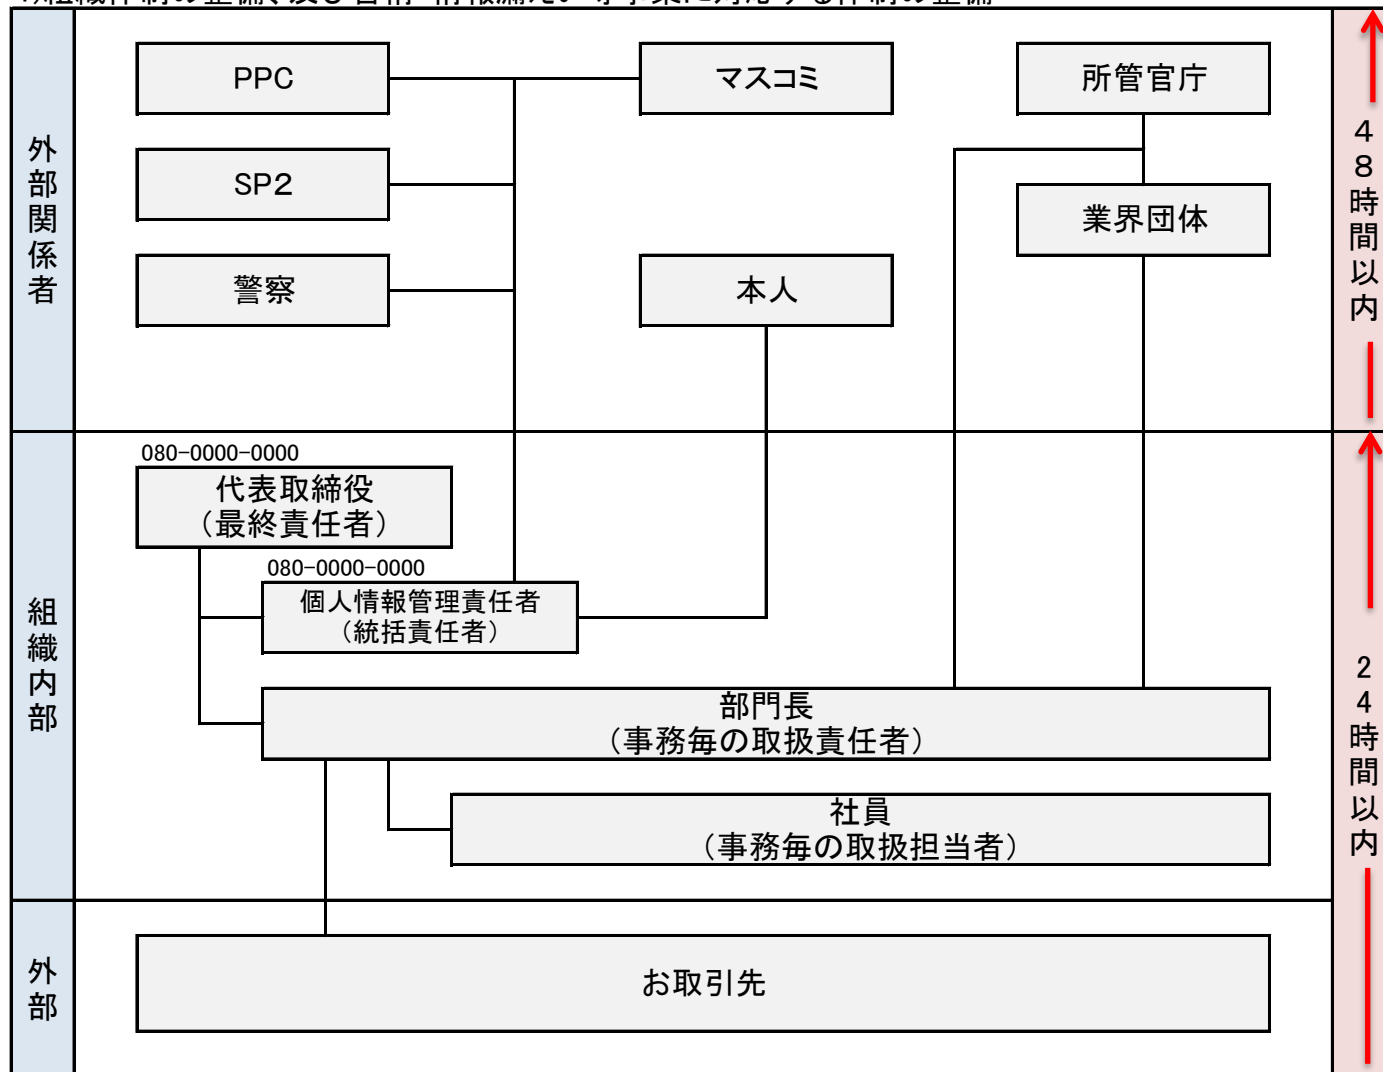 PPC
マスコミ
所管官庁
SP2
業界団体
警察
本人
外部関係者
48時間以内
080-0000-0000
代表取締役
（最終責任者）
080-0000-0000
個人情報管理責任者
（統括責任者）
組織内部
部門長
（事務毎の取扱責任者）
24時間以内
社員
（事務毎の取扱担当者）
外部
お取引先